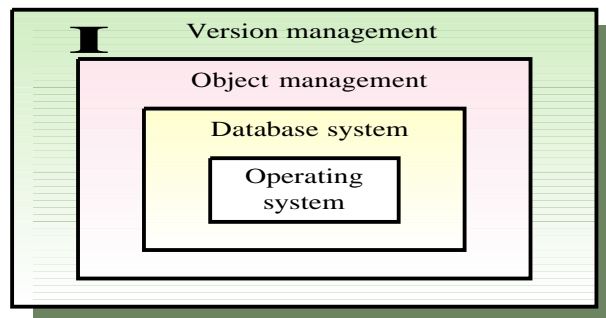 I
Version management
Object management
Database system
Operating
system